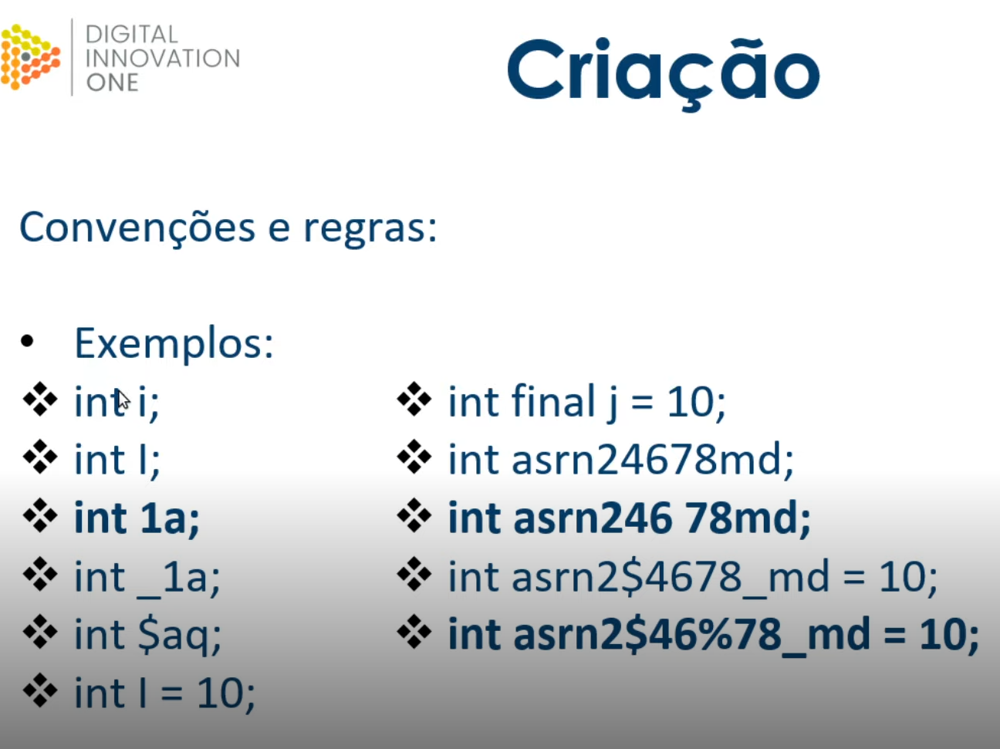 DIGITAL
INNOVATION
ONE
Criação
Convenções e regras:
• Exemplos:
❖ int i;
❖ int I;
❖ int 1a;
❖ int _1a;
❖ int $aq;
❖ int I = 10;
❖ int final j = 10;
❖ int asrn24678md;
❖ int asrn246 78md;
❖ int asrn2$4678_md = 10;
❖ int asrn2$46%78_md = 10;